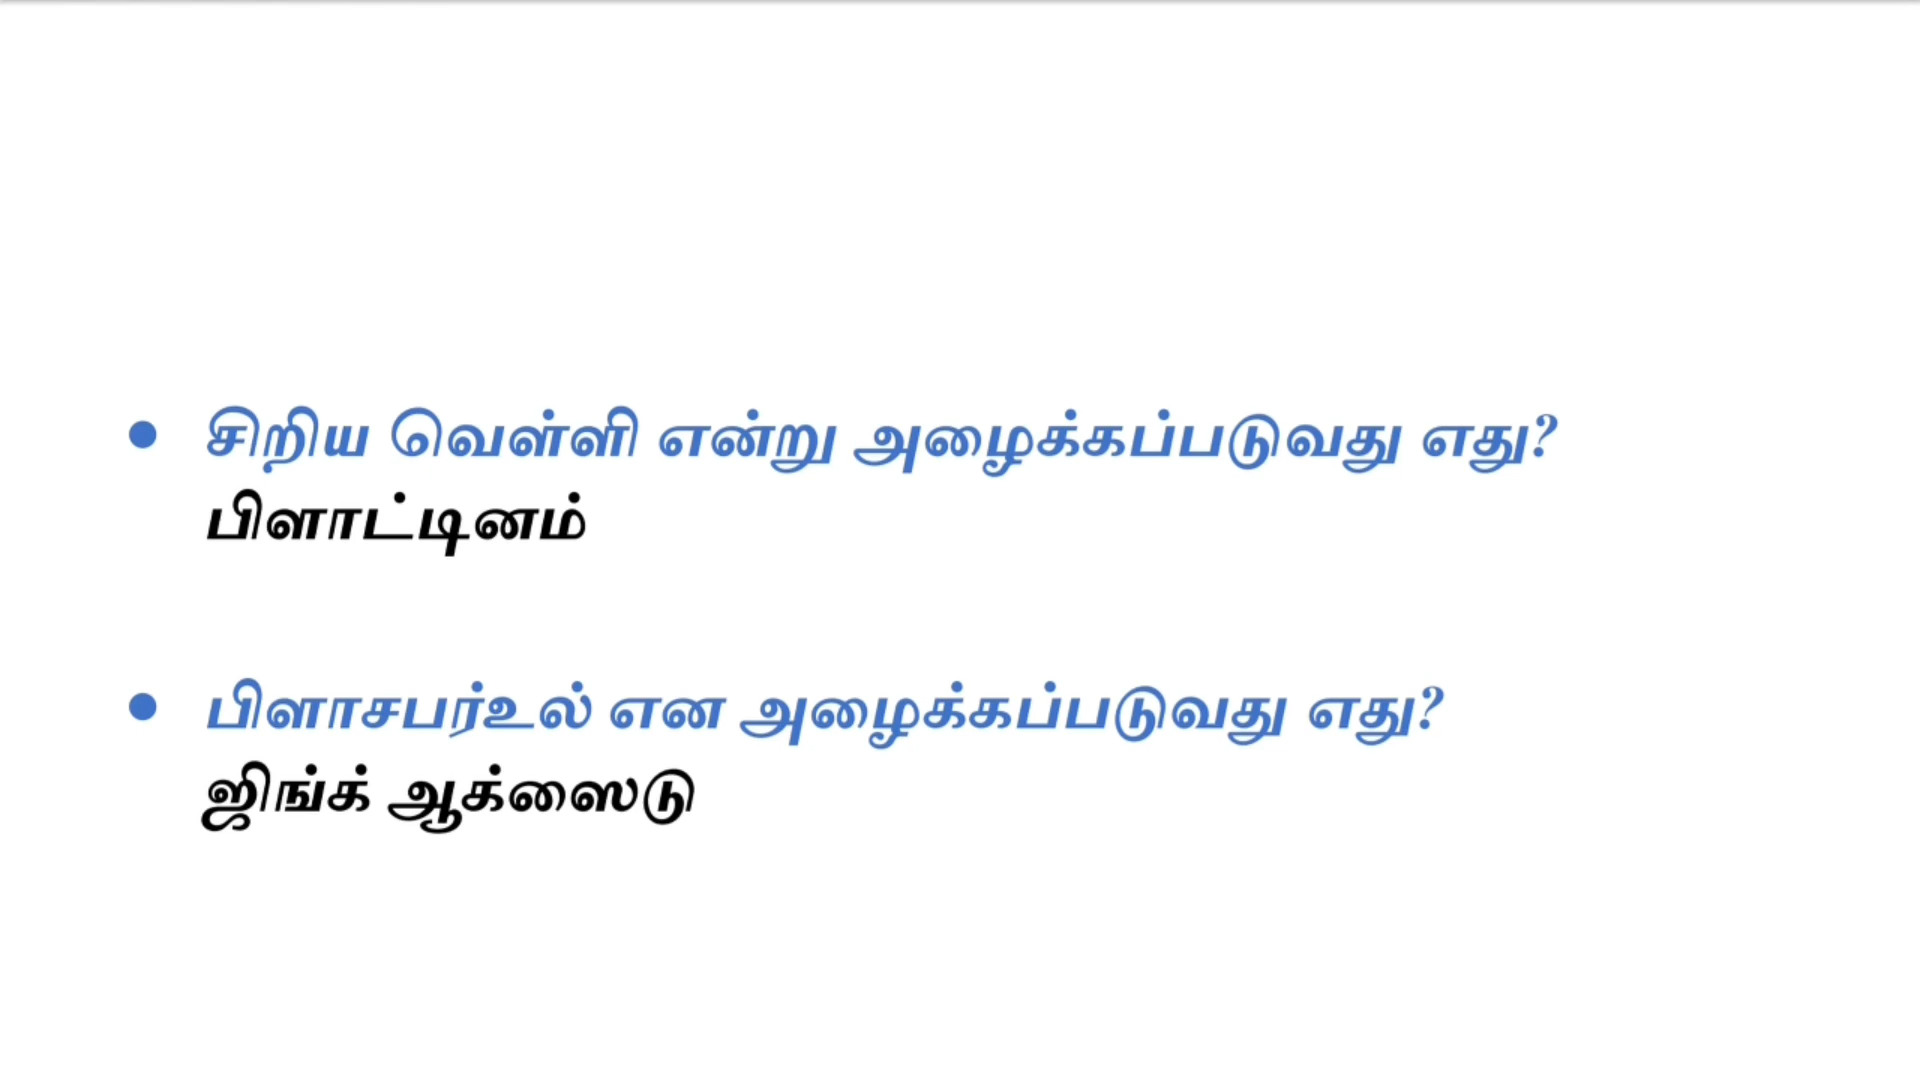 • சிறிய வெள்ளி என்று அழைக்கப்படுவது எது?
பிளாட்டினம்
• பிளாசபர்உல் என அழைக்கப்படுவது எது?
ஜிங்க் ஆக்ஸைடு